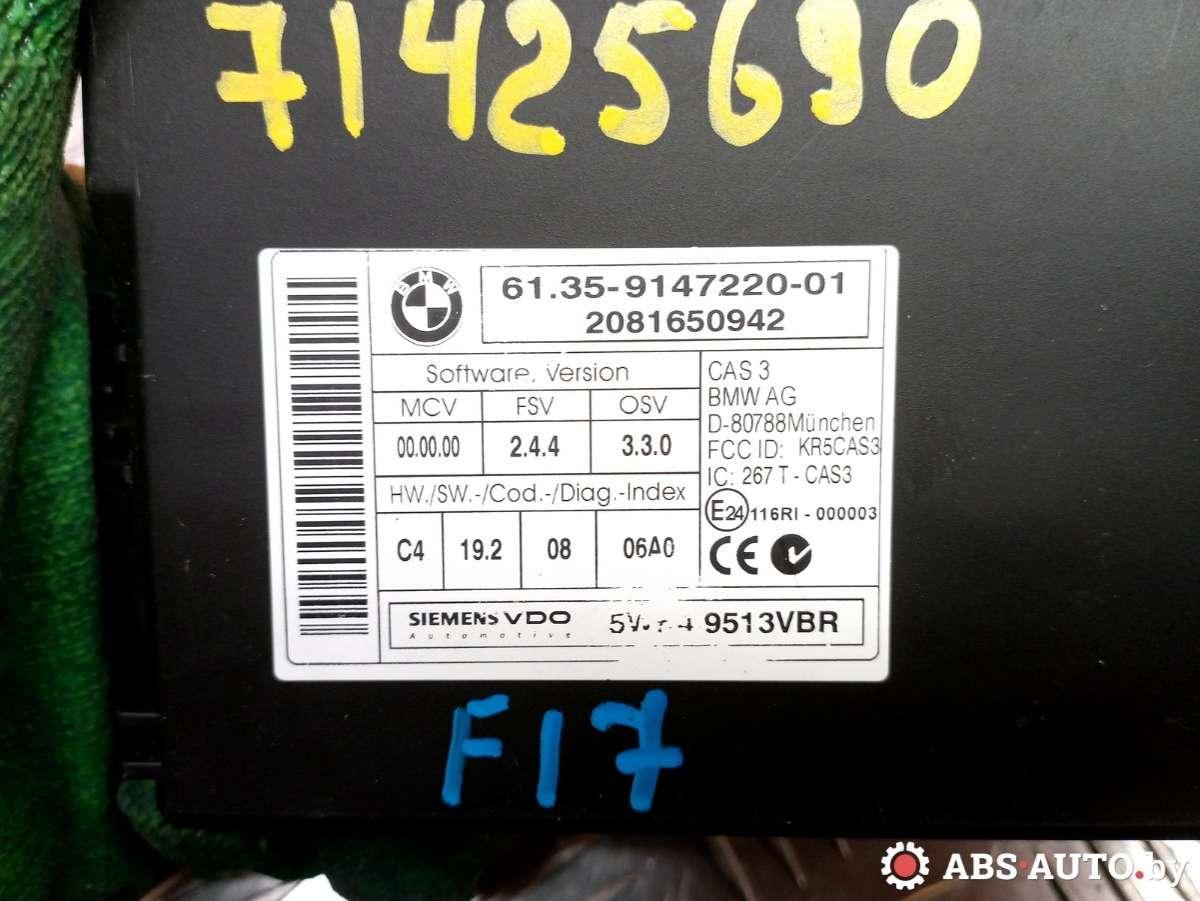 71425690
BMW
61.35-9147220-01
2081650942
Software. Version
MCV FSV OSV
00.00.00 2.4.4 3.3.0
HW./SW.-/Cod.-/Diag.-Index
C4 19.2 08 06A0
CAS 3
BMW AG
D-80788München
FCC ID: KR5CAS3
IC: 267 T - CAS3
E24 116RI - 000003
CE
SIEMENS VDO
Automotive
9513VBR
F17
ABS-AUTO.by